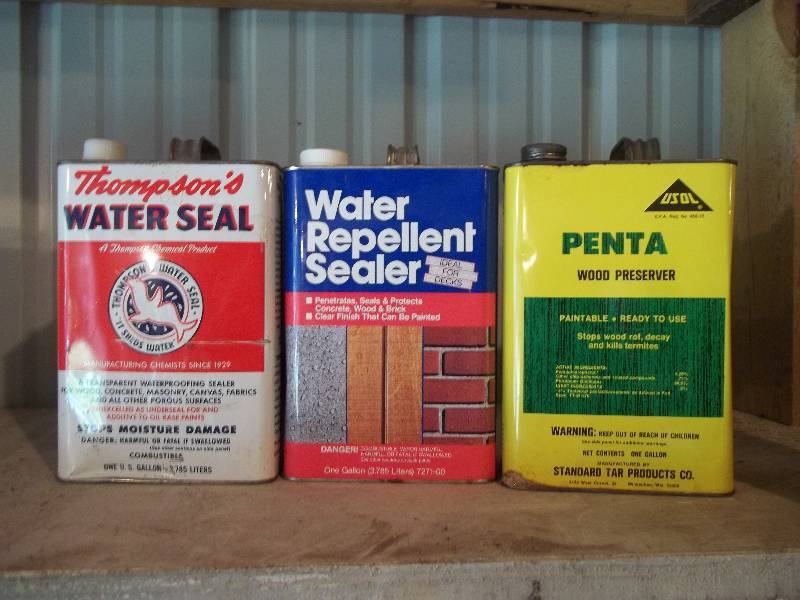 Thompson's
WATER SEAL
A Thompson Chemical Product
THOMPSON'S WATER SEAL
IT SHEDS WATER
MANUFACTURING CHEMISTS SINCE 1929
A TRANSPARENT WATERPROOFING SEALER
FOR WOOD, CONCRETE, MASONRY, CANVAS, FABRICS
AND ALL OTHER POROUS SURFACES
UNEXCELLED AS UNDERSEAL FOR AND
ADDITIVE TO OIL BASE PAINTS
STOPS MOISTURE DAMAGE
DANGER: HARMFUL OR FATAL IF SWALLOWED
COMBUSTIBLE
ONE U.S. GALLON - 3.785 LITERS
Water
Repellent
Sealer
IDEAL
FOR
DECKS
Penetrates, Seals & Protects
Concrete, Wood & Brick
Clear Finish That Can Be Painted
DANGER!
One Gallon (3.785 Liters) 7271-00
USOL
PENTA
WOOD PRESERVER
PAINTABLE • READY TO USE
Stops wood rot, decay
and kills termites
ACTIVE INGREDIENTS:
WARNING: KEEP OUT OF REACH OF CHILDREN
NET CONTENTS ONE GALLON
MANUFACTURED BY
STANDARD TAR PRODUCTS CO.